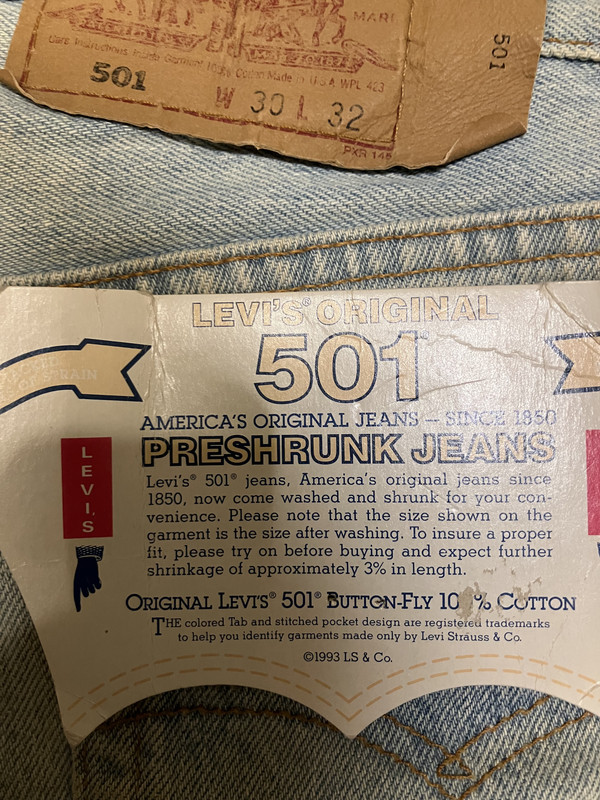 MARK
Care Instructions Inside Garment 100% Cotton Made in U S A WPL 423
501
501
W 30 L 32
PXR 146
LEVI'S® ORIGINAL
501
RAIN
AMERICA'S ORIGINAL JEANS – SINCE 1850
PRESHRUNK JEANS
LEVI'S
Levi's® 501® jeans, America's original jeans since
1850, now come washed and shrunk for your con-
venience. Please note that the size shown on the
garment is the size after washing. To insure a proper
fit, please try on before buying and expect further
shrinkage of approximately 3% in length.
ORIGINAL LEVI'S® 501® BUTTON-FLY 10 % COTTON
THE colored Tab and stitched pocket design are registered trademarks
to help you identify garments made only by Levi Strauss & Co.
©1993 LS & Co.